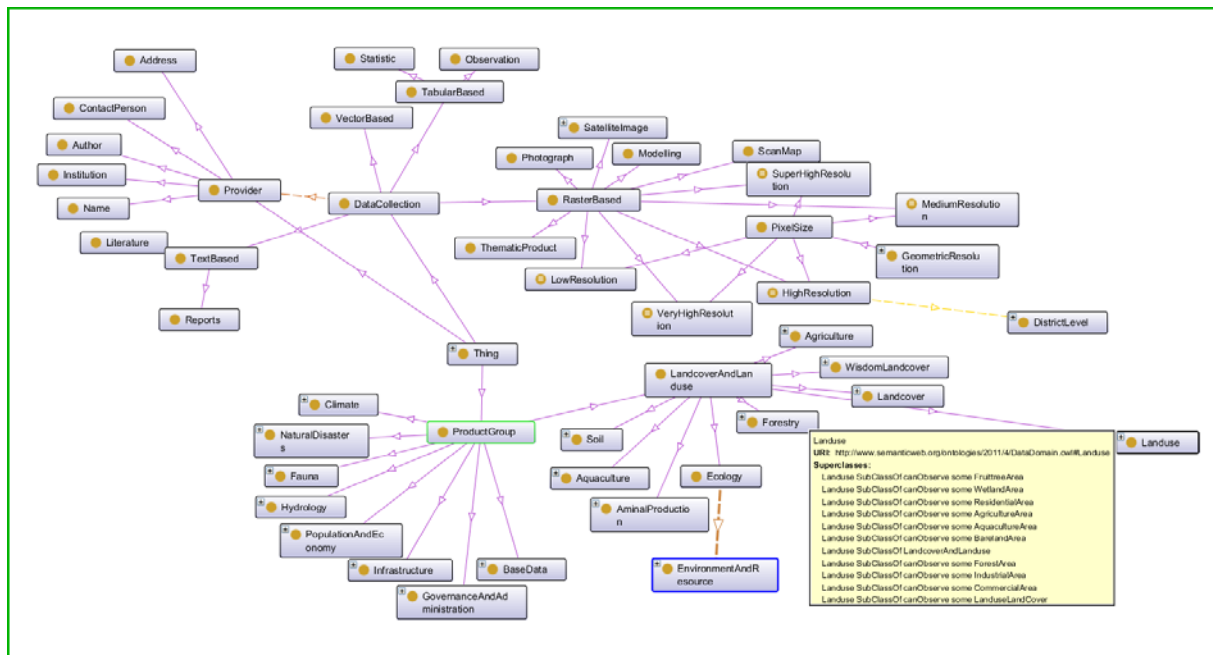 Address
Statistic
Observation
TabularBased
ContactPerson
VectorBased
SatelliteImage
Author
Photograph
Modelling
ScanMap
Institution
SuperHighResolu
tion
Provider
DataCollection
RasterBased
MediumResolutio
n
Name
PixelSize
Literature
TextBased
ThematicProduct
GeometricResolu
tion
LowResolution
HighResolution
Reports
VeryHighResolut
ion
DistrictLevel
Agriculture
Thing
LandcoverAndLan
duse
WisdomLandcover
Landcover
Climate
ProductGroup
Forestry
NaturalDisaster
s
Soil
Landuse
Fauna
Aquaculture
Ecology
Hydrology
AminalProductio
n
PopulationAndEc
onomy
Infrastructure
BaseData
EnvironmentAndR
esource
GovernanceAndAd
ministration
Landuse
URI: http://www.semanticweb.org/ontologies/2011/4/DataDomain.owl#Landuse
Superclasses:
Landuse SubClassOf canObserve some FruittreeArea
Landuse SubClassOf canObserve some WetlandArea
Landuse SubClassOf canObserve some ResidentialArea
Landuse SubClassOf canObserve some AgricultureArea
Landuse SubClassOf canObserve some AquacultureArea
Landuse SubClassOf canObserve some BarelandArea
Landuse SubClassOf LandcoverAndLanduse
Landuse SubClassOf canObserve some ForestArea
Landuse SubClassOf canObserve some IndustrialArea
Landuse SubClassOf canObserve some CommercialArea
Landuse SubClassOf canObserve some LanduseLandCover